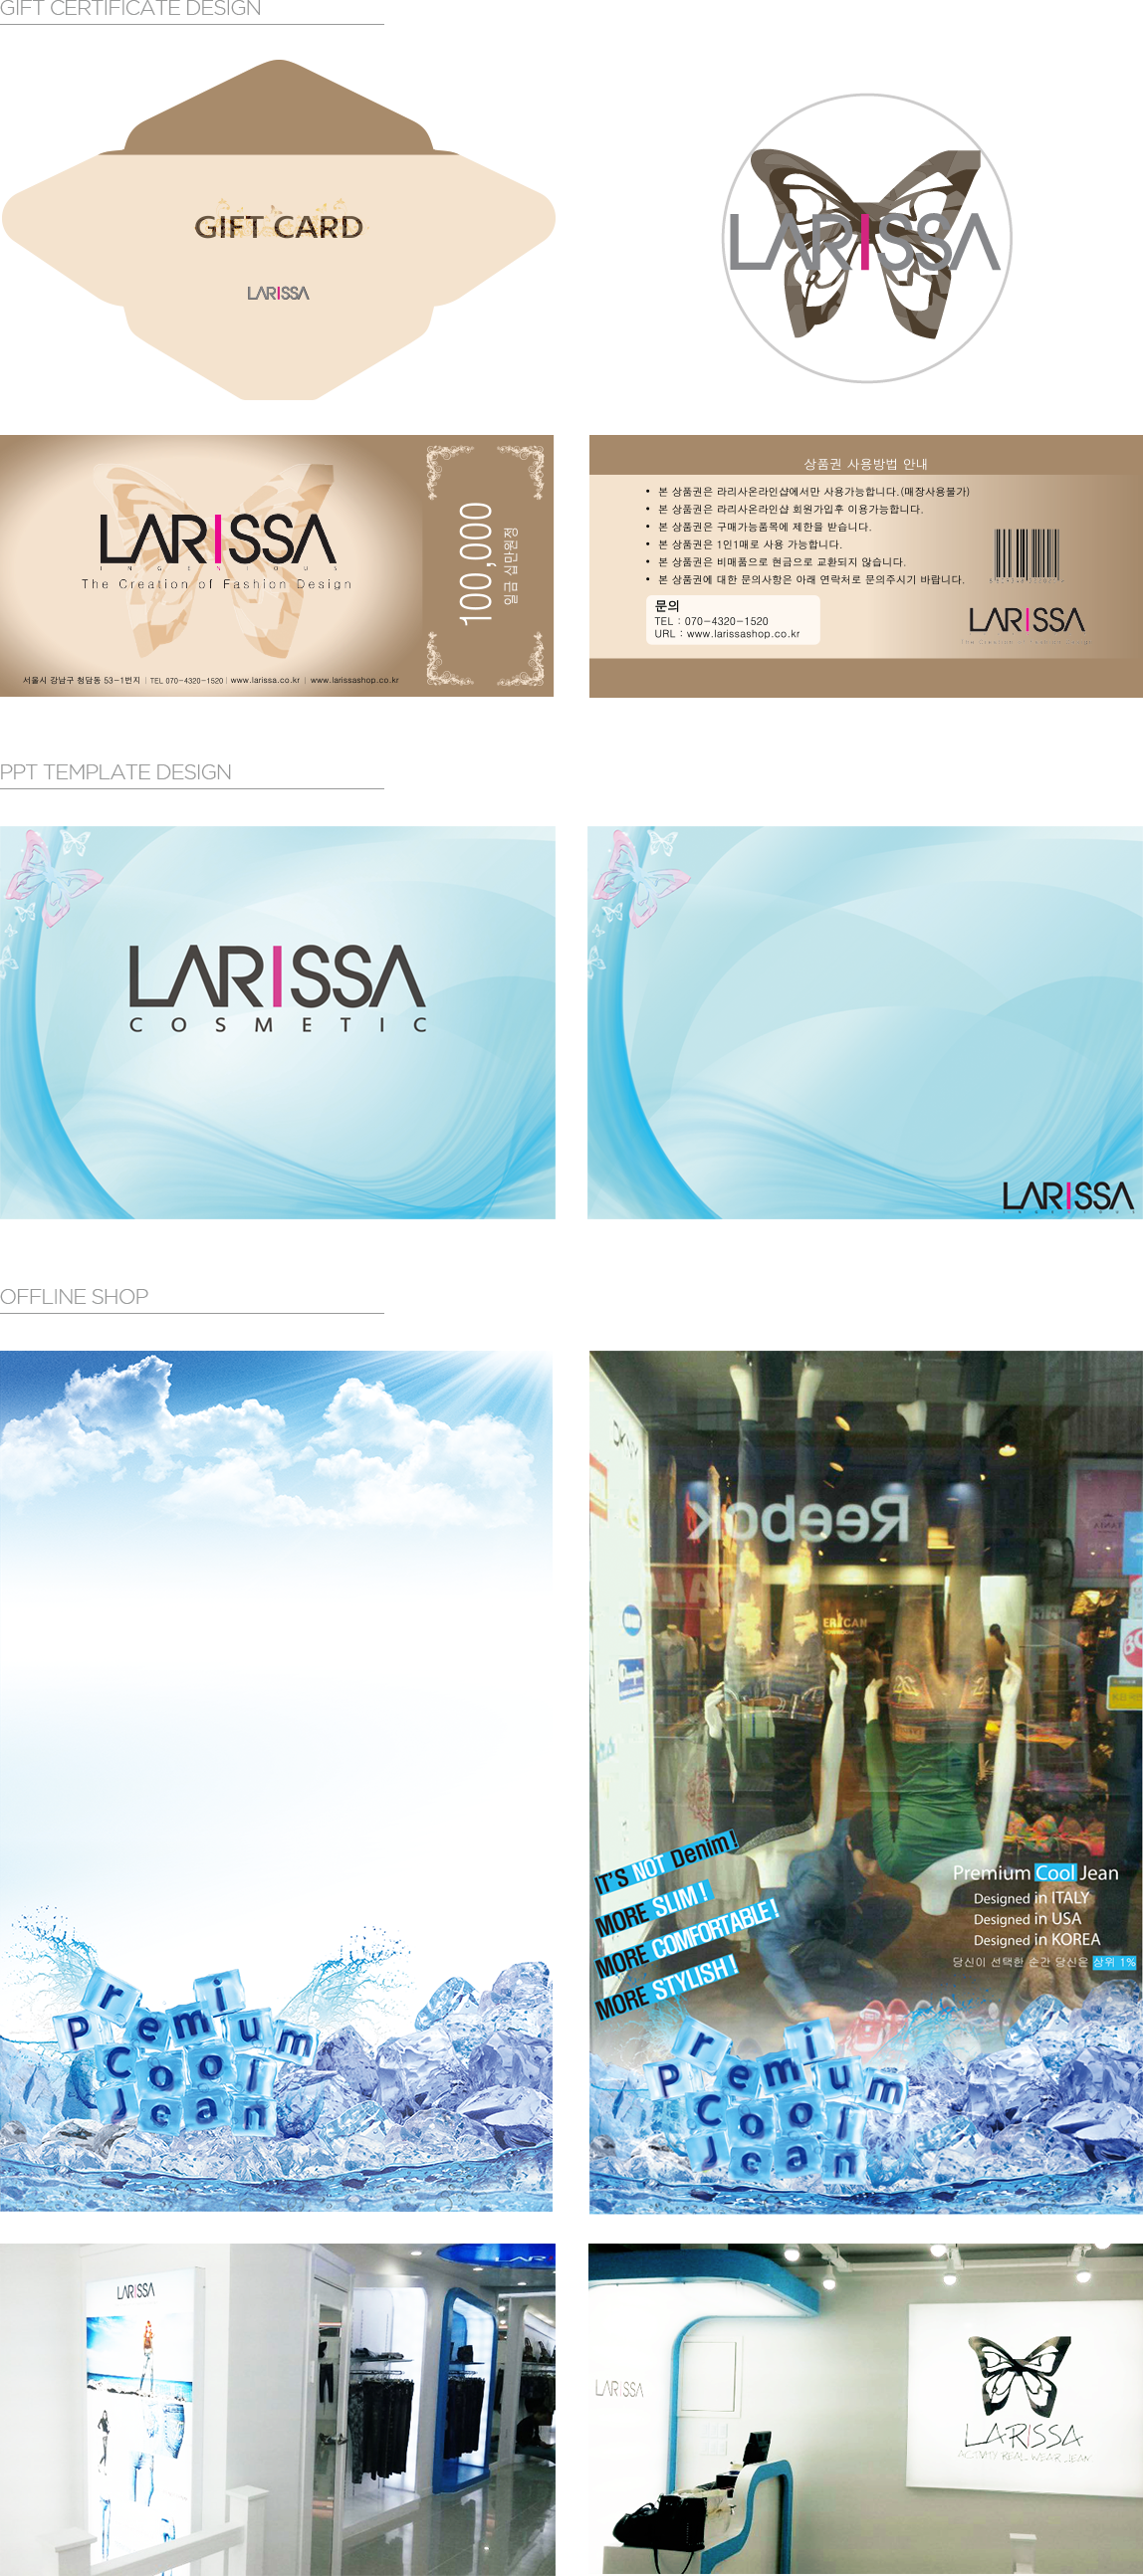 GIFT CERTIFICATE DESIGN
GIFT CARD
LARISSA
LARISSA
LARISSA
INGENIOUS
The Creation of Fashion Design
100,000
일금 십만원정
서울시 강남구 청담동 53-1번지 | TEL 070-4320-1520 | www.larissa.co.kr | www.larissashop.co.kr
상품권 사용방법 안내
• 본 상품권은 라리사온라인샵에서만 사용가능합니다.(매장사용불가)
• 본 상품권은 라리사온라인샵 회원가입후 이용가능합니다.
• 본 상품권은 구매가능품목에 제한을 받습니다.
• 본 상품권은 1인1매로 사용 가능합니다.
• 본 상품권은 비매품으로 현금으로 교환되지 않습니다.
• 본 상품권에 대한 문의사항은 아래 연락처로 문의주시기 바랍니다.
문의
TEL : 070-4320-1520
URL : www.larissashop.co.kr
LARISSA
The Creation of Fashion Design
PPT TEMPLATE DESIGN
LARISSA
COSMETIC
LARISSA
OFFLINE SHOP
Premium
Cool
Jean
Reebok
IT'S NOT Denim !
MORE SLIM !
MORE COMFORTABLE !
MORE STYLISH !
Premium Cool Jean
Designed in ITALY
Designed in USA
Designed in KOREA
당신이 선택한 순간 당신은 상위 1%
Premium
Cool
Jean
LARISSA
LARISSA
LARISSA
ACTIVITY REAL WEAR JEAN